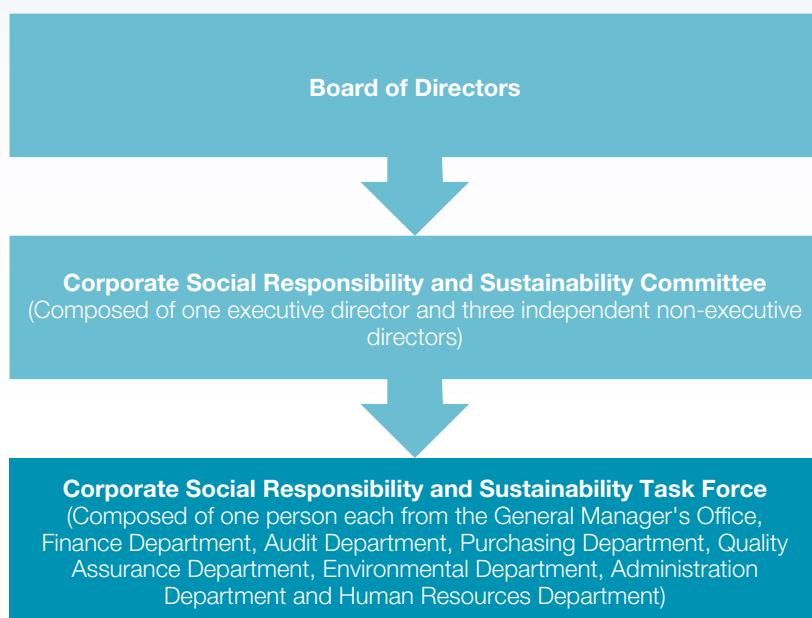 Board of Directors
Corporate Social Responsibility and Sustainability Committee
(Composed of one executive director and three independent non-executive
directors)
Corporate Social Responsibility and Sustainability Task Force
(Composed of one person each from the General Manager's Office,
Finance Department, Audit Department, Purchasing Department, Quality
Assurance Department, Environmental Department, Administration
Department and Human Resources Department)